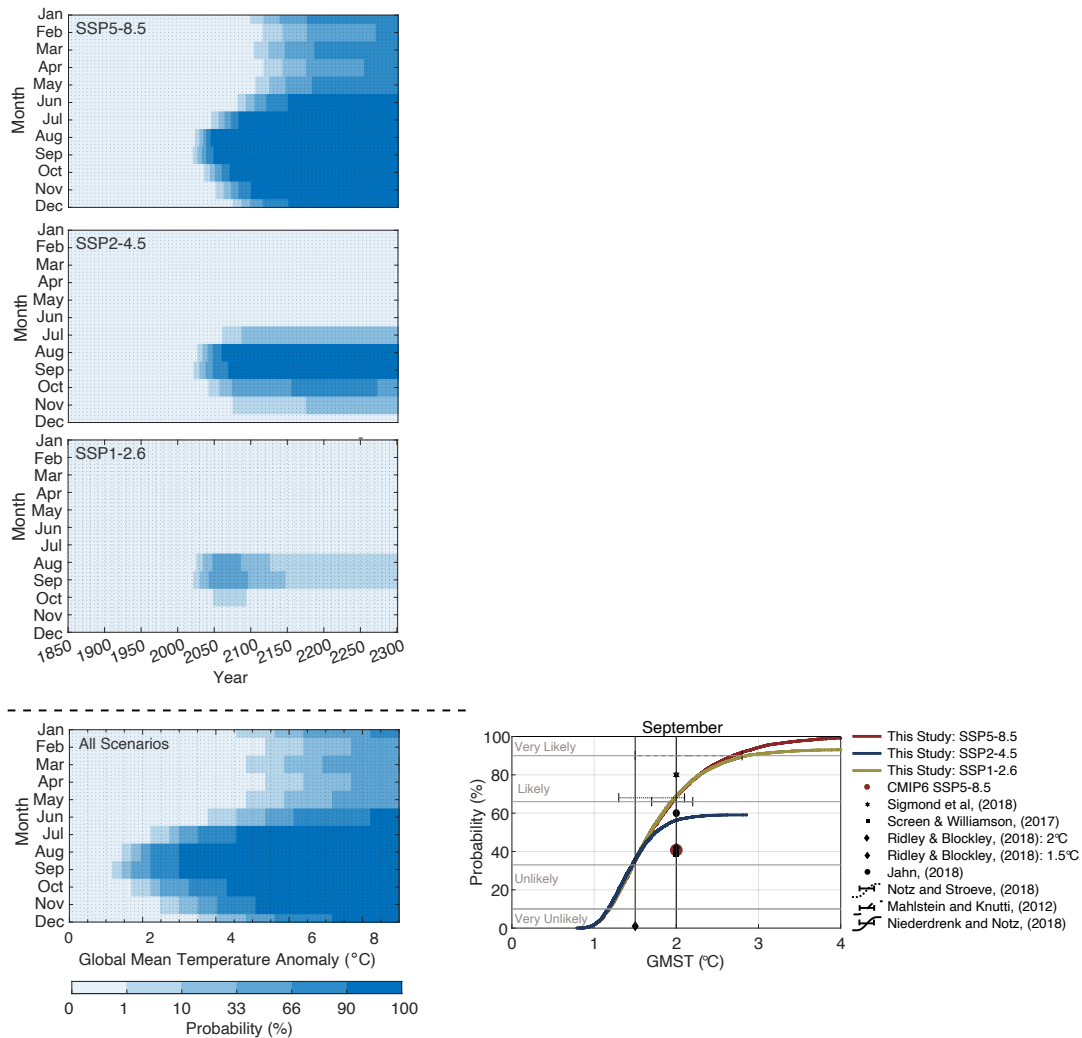 SSP5-8.5
Jan
Feb
Mar
Apr
May
Jun
Jul
Aug
Sep
Oct
Nov
Dec
Month
SSP2-4.5
Jan
Feb
Mar
Apr
May
Jun
Jul
Aug
Sep
Oct
Nov
Dec
Month
SSP1-2.6
Jan
Feb
Mar
Apr
May
Jun
Jul
Aug
Sep
Oct
Nov
Dec
Month
1850 1900 1950 2000 2050 2100 2150 2200 2250 2300
Year
All Scenarios
Jan
Feb
Mar
Apr
May
Jun
Jul
Aug
Sep
Oct
Nov
Dec
Month
0 2 4 6 8
Global Mean Temperature Anomaly (°C)
0 1 10 33 66 90 100
Probability (%)
September
100
80
60
40
20
0
Probability (%)
Very Likely
Likely
Unlikely
Very Unlikely
0 1 2 3 4
GMST (°C)
This Study: SSP5-8.5
This Study: SSP2-4.5
This Study: SSP1-2.6
CMIP6 SSP5-8.5
Sigmond et al, (2018)
Screen & Williamson, (2017)
Ridley & Blockley, (2018): 2°C
Ridley & Blockley, (2018): 1.5°C
Jahn, (2018)
Notz and Stroeve, (2018)
Mahlstein and Knutti, (2012)
Niederdrenk and Notz, (2018)